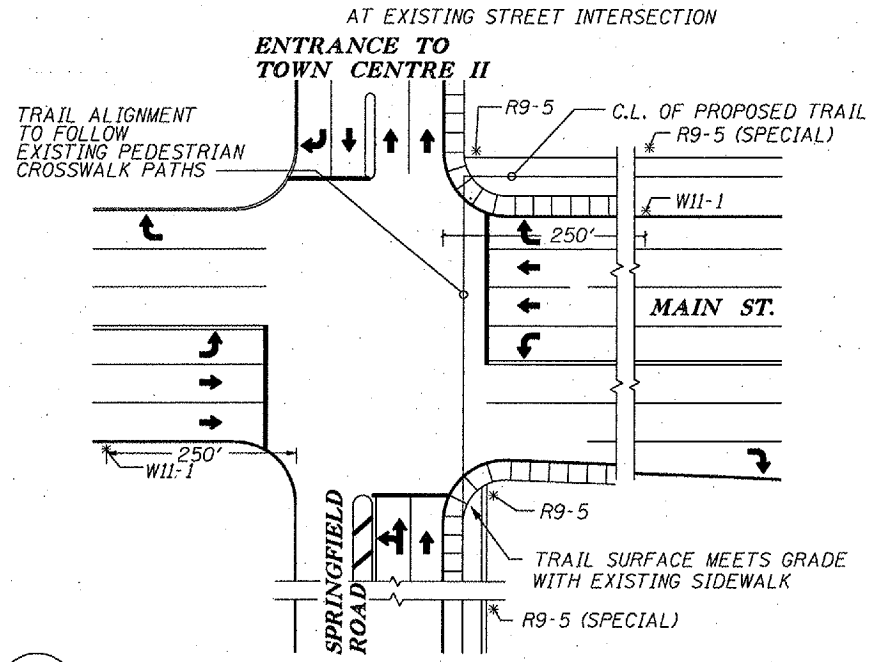 AT EXISTING STREET INTERSECTION
ENTRANCE TO
TOWN CENTRE II
TRAIL ALIGNMENT
TO FOLLOW
EXISTING PEDESTRIAN
CROSSWALK PATHS
R9-5
C.L. OF PROPOSED TRAIL
R9-5 (SPECIAL)
W11-1
250'
MAIN ST.
250'
W11-1
SPRINGFIELD
ROAD
R9-5
TRAIL SURFACE MEETS GRADE
WITH EXISTING SIDEWALK
R9-5 (SPECIAL)